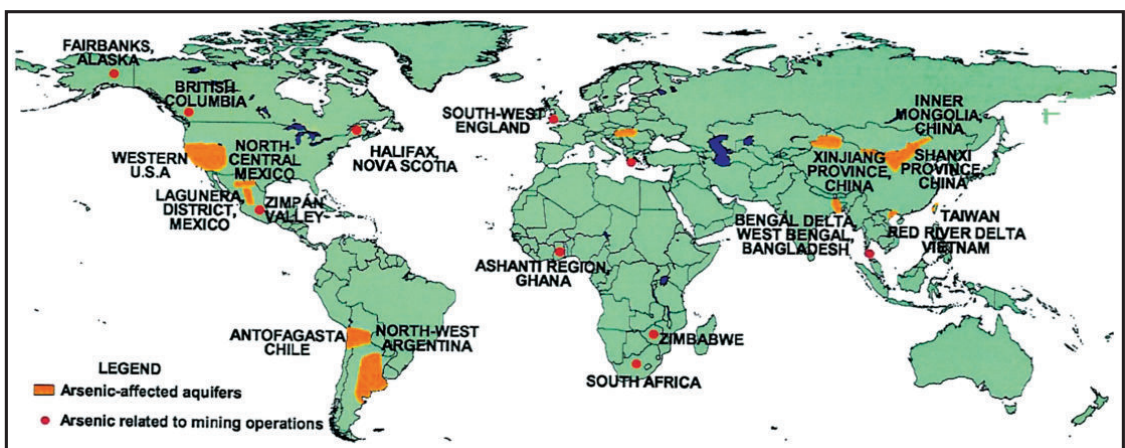 FAIRBANKS,
ALASKA
BRITISH
COLUMBIA
WESTERN
U.S.A
NORTH-
CENTRAL
MEXICO
LAGUNERA
DISTRICT,
MEXICO
ZIMPAN
VALLEY
HALIFAX,
NOVA SCOTIA
SOUTH-WEST
ENGLAND
INNER
MONGOLIA,
CHINA
XINJIANG
PROVINCE,
CHINA
SHANXI
PROVINCE,
CHINA
BENGAL DELTA,
WEST BENGAL,
BANGLADESH
TAIWAN
RED RIVER DELTA
VIETNAM
ASHANTI REGION,
GHANA
ANTOFAGASTA
CHILE
NORTH-WEST
ARGENTINA
ZIMBABWE
SOUTH AFRICA
LEGEND
Arsenic-affected aquifers
Arsenic related to mining operations